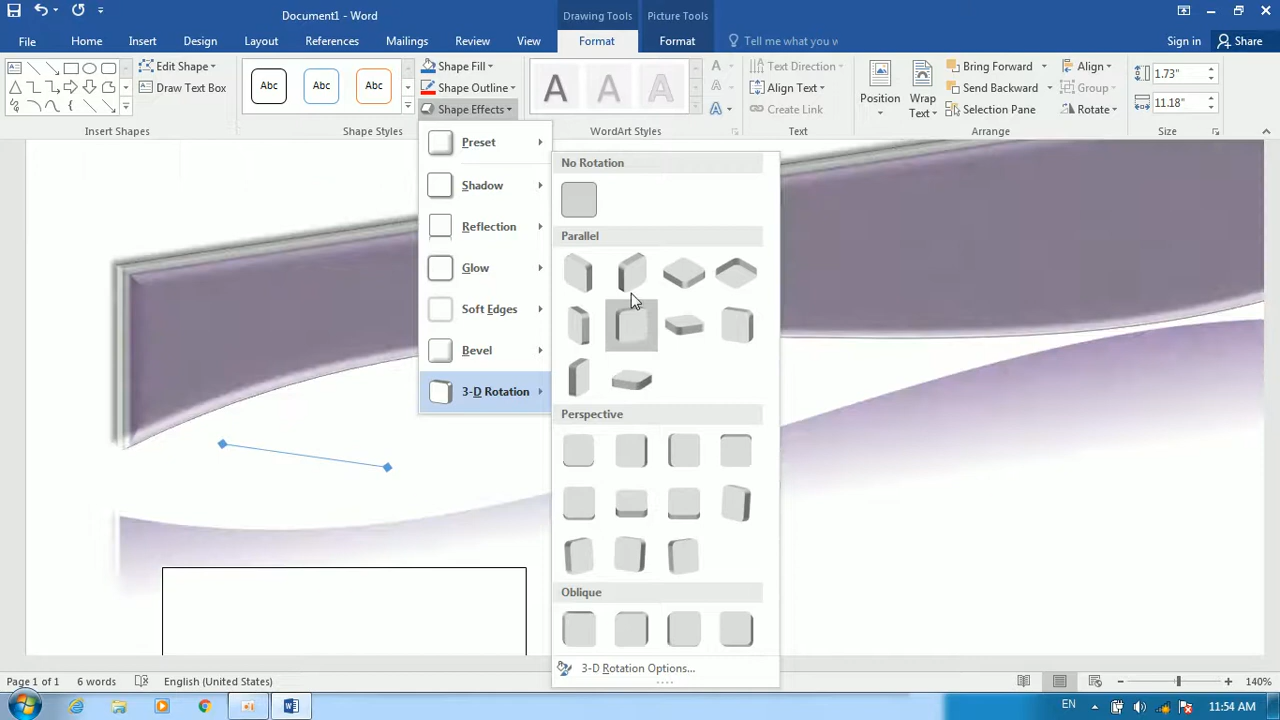 Document1 - Word
Drawing Tools
Picture Tools
File
Home
Insert
Design
Layout
References
Mailings
Review
View
Format
Format
Tell me what you w
Sign in
Share
Edit Shape
Draw Text Box
Insert Shapes
Abc
Abc
Abc
Shape Styles
Shape Fill
Shape Outline
Shape Effects
A
A
A
WordArt Styles
Text Direction
Align Text
Create Link
Text
Position
Wrap
Text
Bring Forward
Send Backward
Selection Pane
Align
Group
Rotate
Arrange
1.73"
11.18"
Size
Preset
Shadow
Reflection
Glow
Soft Edges
Bevel
3-D Rotation
No Rotation
Parallel
Perspective
Oblique
3-D Rotation Options...
Page 1 of 1
6 words
English (United States)
140%
EN
11:54 AM